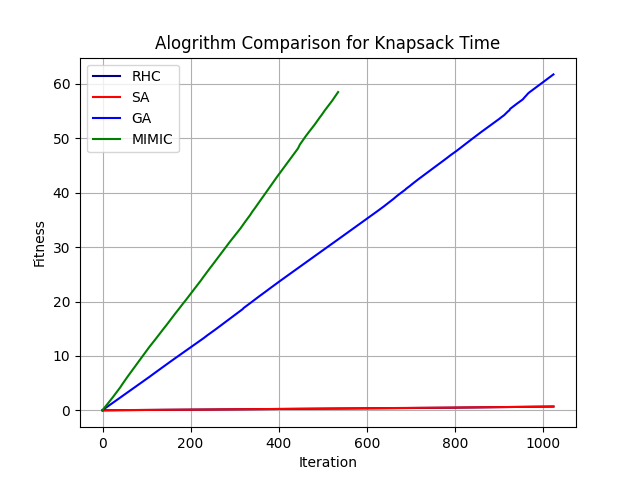 Alogrithm Comparison for Knapsack Time
RHC
SA
GA
MIMIC
60
50
40
30
20
10
0
Fitness
0 200 400 600 800 1000
Iteration